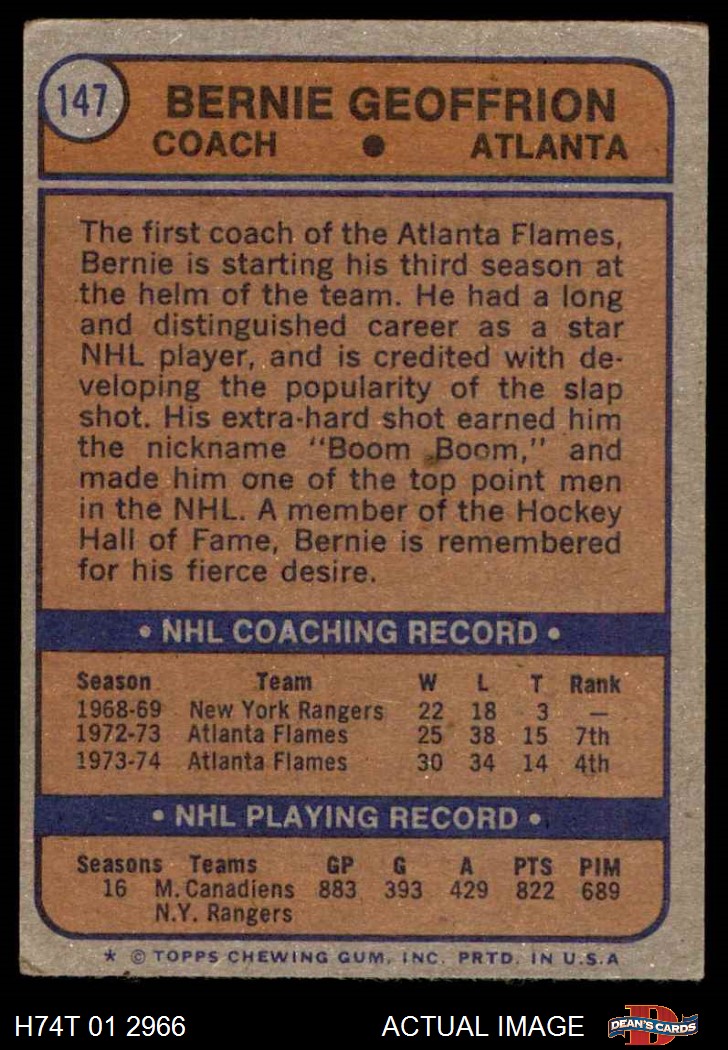 147
BERNIE GEOFFRION
COACH ● ATLANTA
The first coach of the Atlanta Flames,
Bernie is starting his third season at
the helm of the team. He had a long
and distinguished career as a star
NHL player, and is credited with de-
veloping the popularity of the slap
shot. His extra-hard shot earned him
the nickname "Boom Boom," and
made him one of the top point men
in the NHL. A member of the Hockey
Hall of Fame, Bernie is remembered
for his fierce desire.
• NHL COACHING RECORD •
Season Team W L T Rank
1968-69 New York Rangers 22 18 3 —
1972-73 Atlanta Flames 25 38 15 7th
1973-74 Atlanta Flames 30 34 14 4th
• NHL PLAYING RECORD •
Seasons Teams GP G A PTS PIM
16 M. Canadiens 883 393 429 822 689
N.Y. Rangers
* © TOPPS CHEWING GUM, INC. PRTD. IN U.S.A
H74T 01 2966 ACTUAL IMAGE DEAN'S CARDS